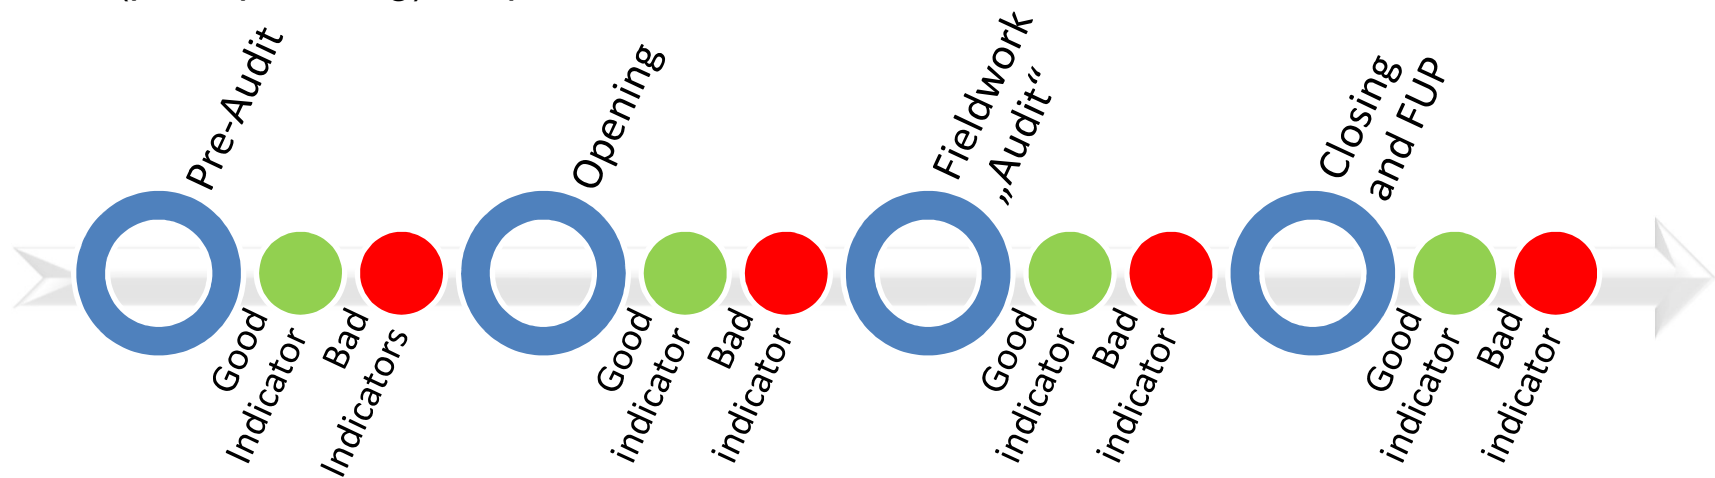 Pre-Audit
Good
Indicator
Bad
Indicators
Opening
Good
indicator
Bad
indicator
Fieldwork
„Audit“
Good
indicator
Bad
indicator
Closing
and FUP
Good
indicator
Bad
indicator